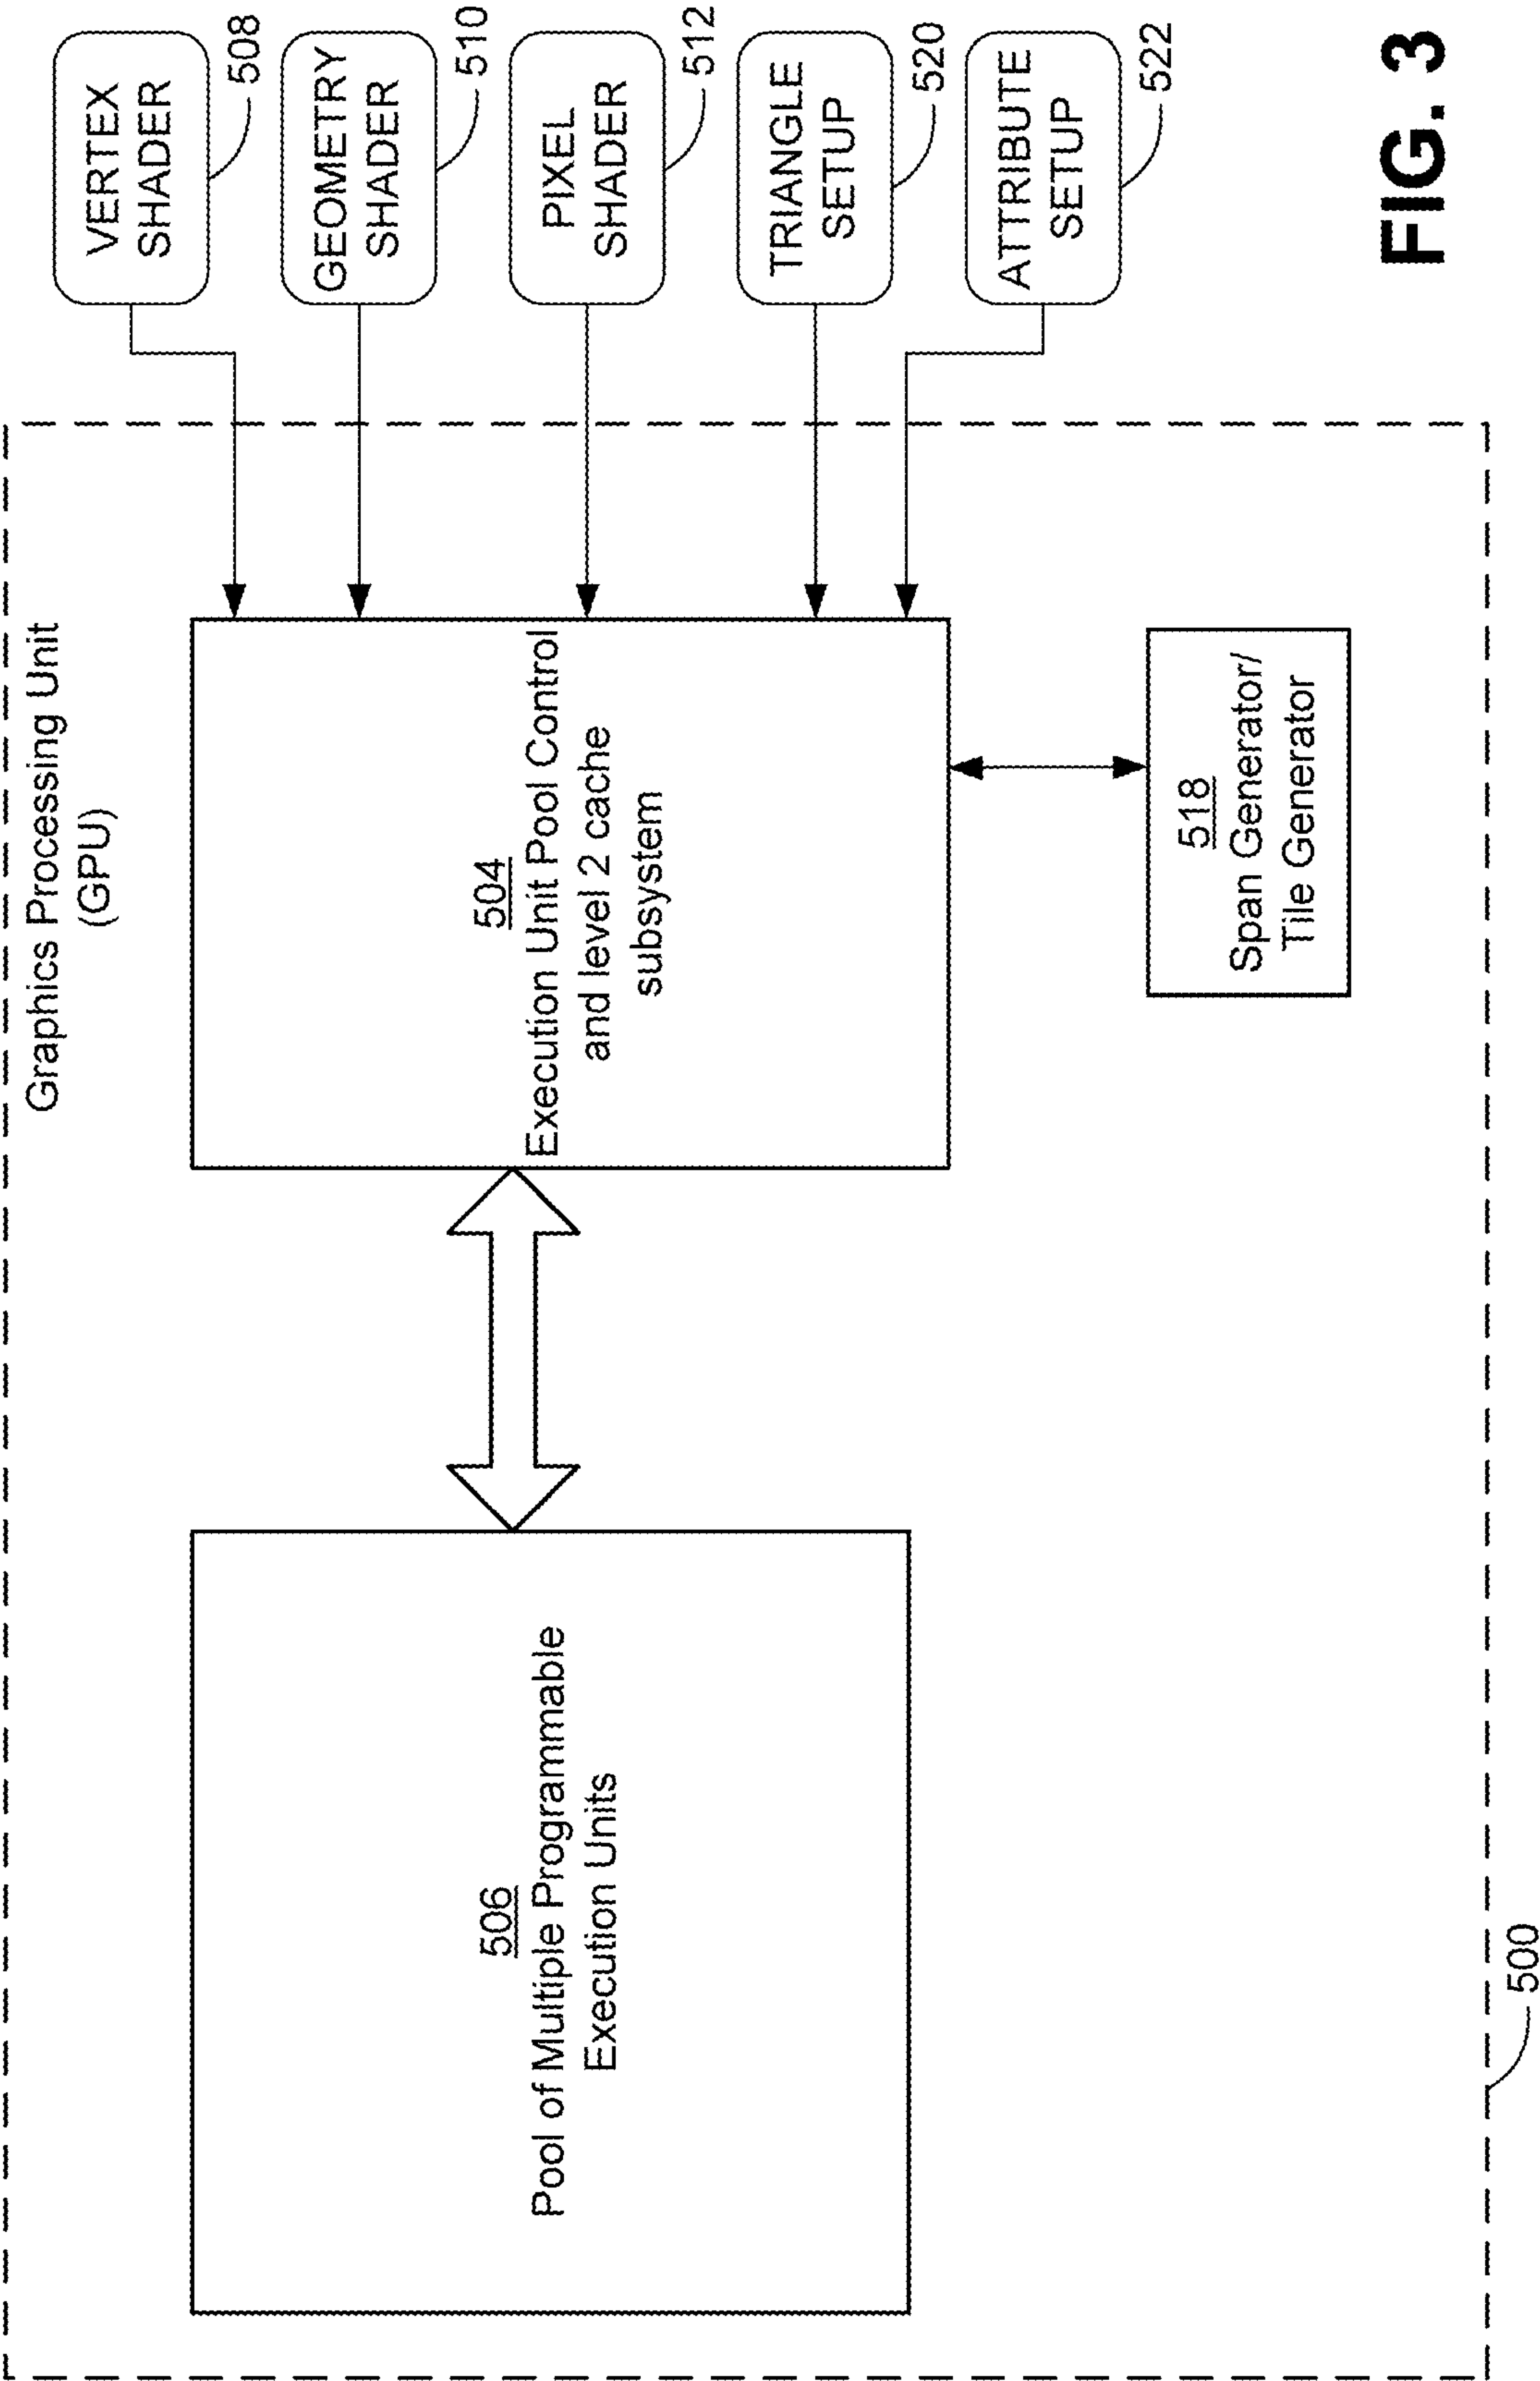 Graphics Processing Unit
(GPU)
506
Pool of Multiple Programmable
Execution Units
504
Execution Unit Pool Control
and level 2 cache
subsystem
518
Span Generator/
Tile Generator
VERTEX
SHADER
508
GEOMETRY
SHADER
510
PIXEL
SHADER
512
TRIANGLE
SETUP
520
ATTRIBUTE
SETUP
522
500
FIG. 3